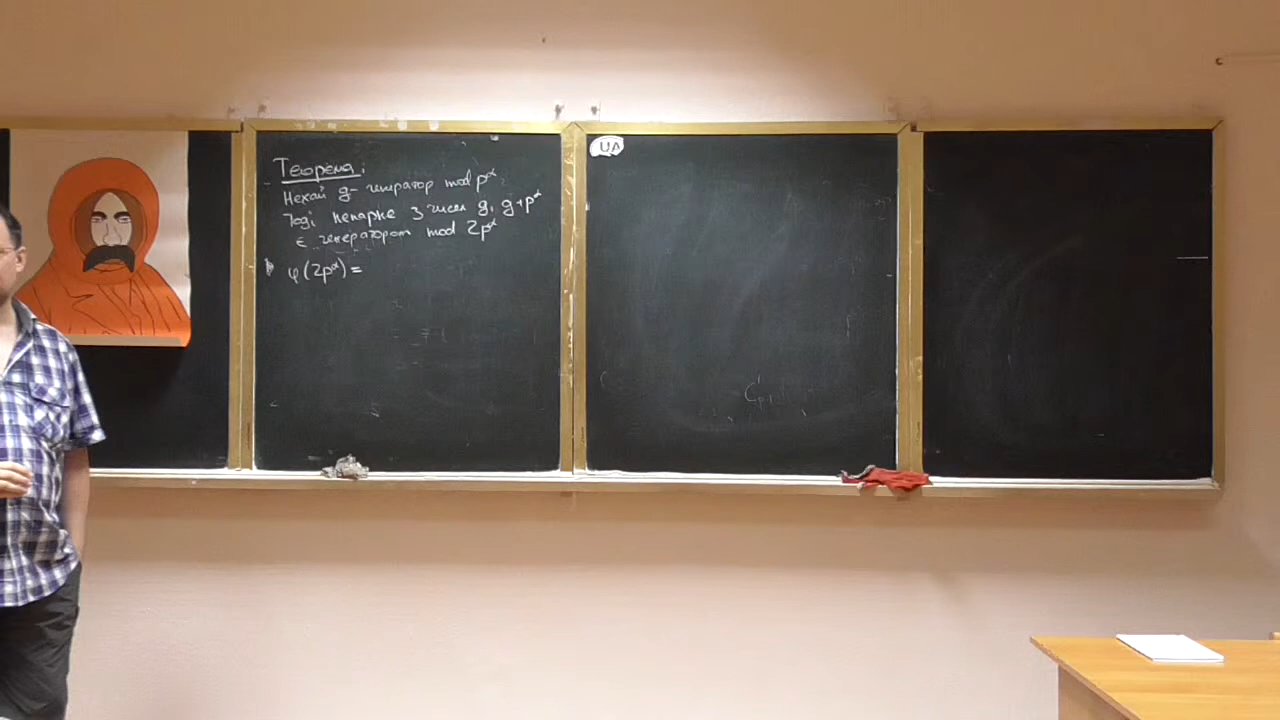 Теорема:
Нехай g - генератор mod p^α.
Тоді непарне з чисел g, g+p^α
є генератором mod 2p^α
φ(2p^α) =
UA